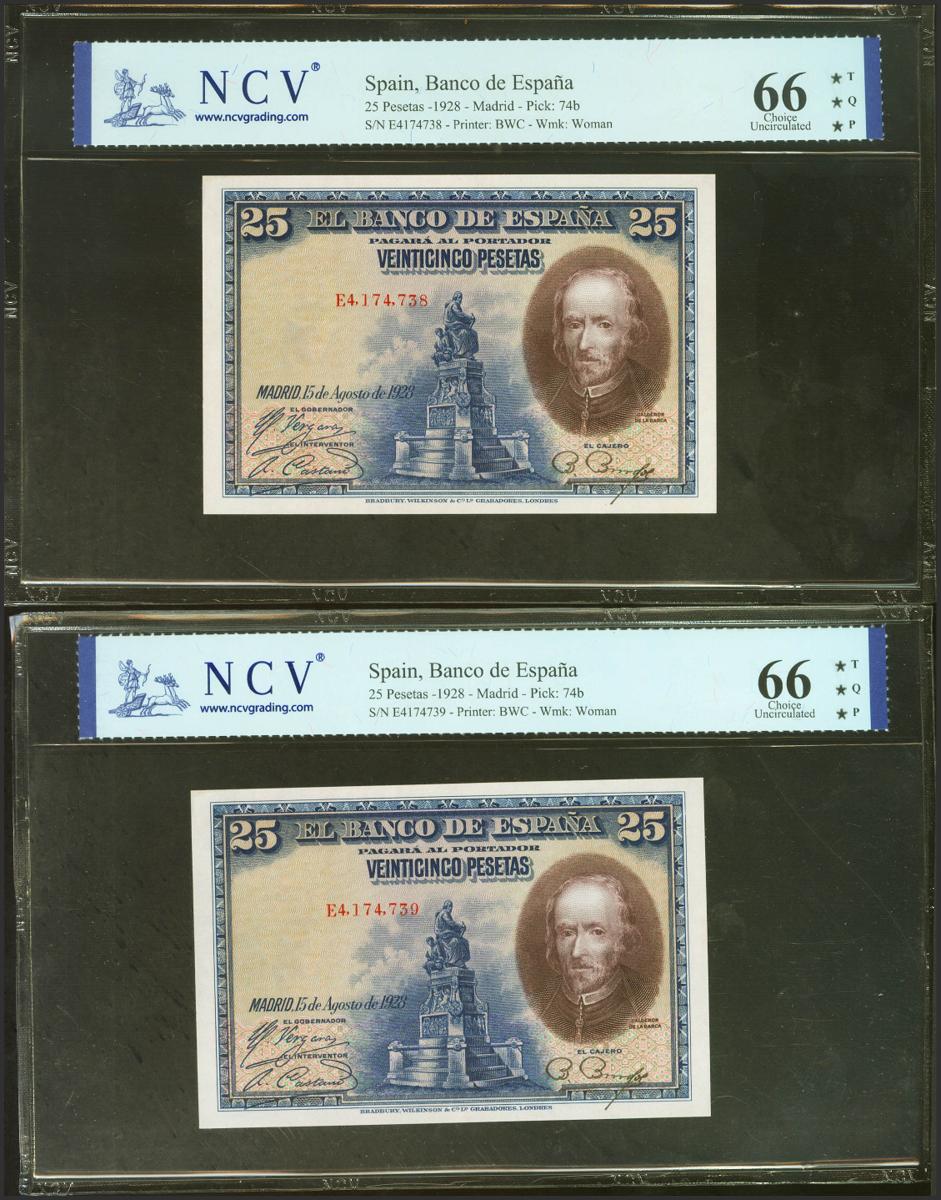 NCV®
www.ncvgrading.com
Spain, Banco de España
25 Pesetas -1928 - Madrid - Pick: 74b
S/N E4174738 - Printer: BWC - Wmk: Woman
66
Choice
Uncirculated
★ T
★ Q
★ P
25 EL BANCO DE ESPAÑA 25
PAGARÁ AL PORTADOR
VEINTICINCO PESETAS
E4,174,738
MADRID, 15 de Agosto de 1928
EL GOBERNADOR
Vergara
EL INTERVENTOR
A. Castano
CALDERON
DE LA BARCA
EL CAJERO
BRADBURY, WILKINSON & Cº Lᴰ GRABADORES, LONDRES
NCV®
www.ncvgrading.com
Spain, Banco de España
25 Pesetas -1928 - Madrid - Pick: 74b
S/N E4174739 - Printer: BWC - Wmk: Woman
66
Choice
Uncirculated
★ T
★ Q
★ P
25 EL BANCO DE ESPAÑA 25
PAGARÁ AL PORTADOR
VEINTICINCO PESETAS
E4,174,739
MADRID, 15 de Agosto de 1928
EL GOBERNADOR
Vergara
EL INTERVENTOR
A. Castano
CALDERON
DE LA BARCA
EL CAJERO
BRADBURY, WILKINSON & Cº Lᴰ GRABADORES, LONDRES